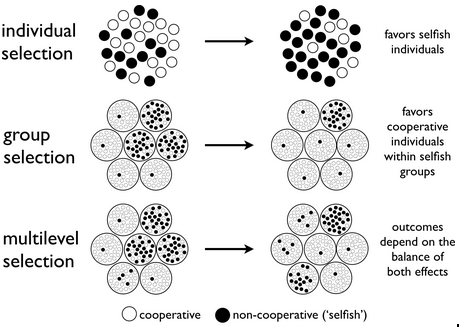 individual
selection
favors selfish
individuals
group
selection
favors
cooperative
individuals
within selfish
groups
multilevel
selection
outcomes
depend on the
balance of
both effects
cooperative
non-cooperative ('selfish')